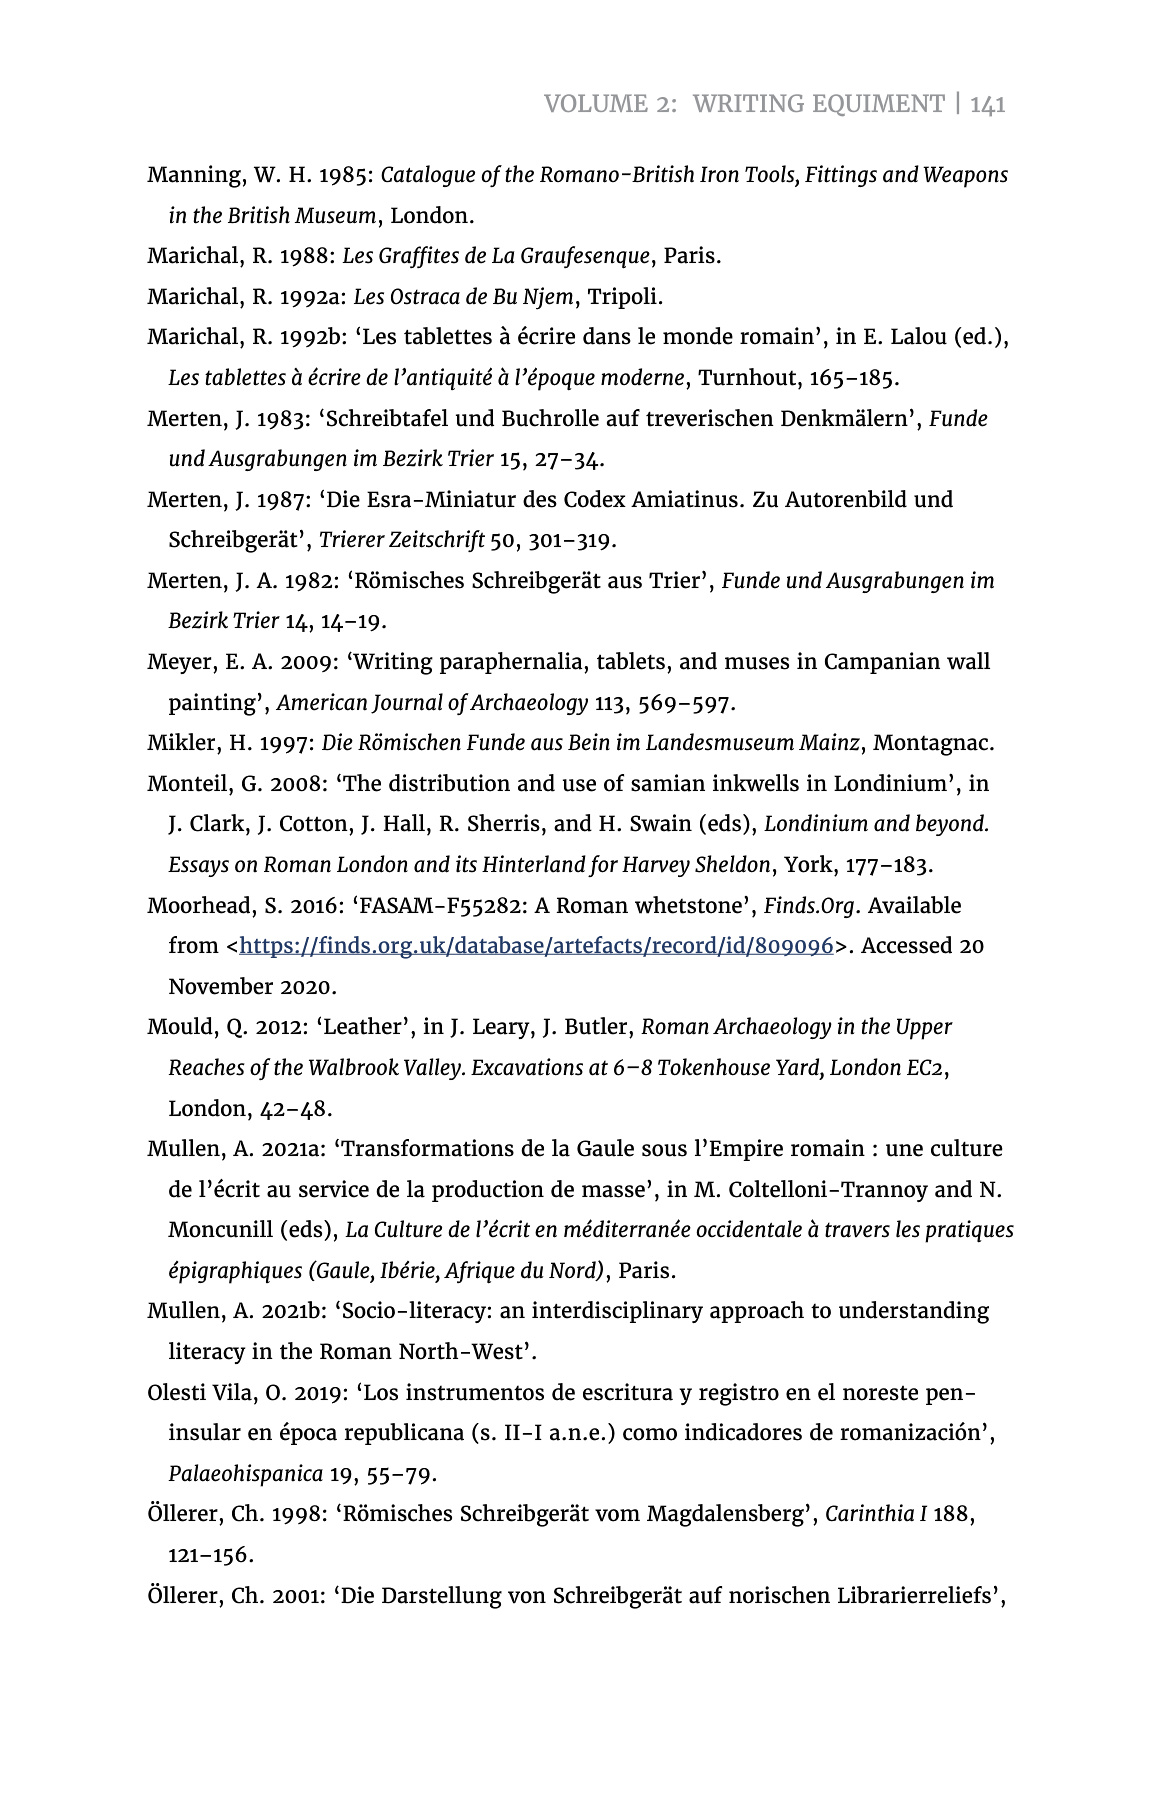 VOLUME 2: WRITING EQUIMENT | 141
Manning, W. H. 1985: Catalogue of the Romano-British Iron Tools, Fittings and Weapons
in the British Museum, London.
Marichal, R. 1988: Les Graffites de La Graufesenque, Paris.
Marichal, R. 1992a: Les Ostraca de Bu Njem, Tripoli.
Marichal, R. 1992b: ‘Les tablettes à écrire dans le monde romain’, in E. Lalou (ed.),
Les tablettes à écrire de l’antiquité à l’époque moderne, Turnhout, 165–185.
Merten, J. 1983: ‘Schreibtafel und Buchrolle auf treverischen Denkmälern’, Funde
und Ausgrabungen im Bezirk Trier 15, 27–34.
Merten, J. 1987: ‘Die Esra-Miniatur des Codex Amiatinus. Zu Autorenbild und
Schreibgerät’, Trierer Zeitschrift 50, 301–319.
Merten, J. A. 1982: ‘Römisches Schreibgerät aus Trier’, Funde und Ausgrabungen im
Bezirk Trier 14, 14–19.
Meyer, E. A. 2009: ‘Writing paraphernalia, tablets, and muses in Campanian wall
painting’, American Journal of Archaeology 113, 569–597.
Mikler, H. 1997: Die Römischen Funde aus Bein im Landesmuseum Mainz, Montagnac.
Monteil, G. 2008: ‘The distribution and use of samian inkwells in Londinium’, in
J. Clark, J. Cotton, J. Hall, R. Sherris, and H. Swain (eds), Londinium and beyond.
Essays on Roman London and its Hinterland for Harvey Sheldon, York, 177–183.
Moorhead, S. 2016: ‘FASAM-F55282: A Roman whetstone’, Finds.Org. Available
from <https://finds.org.uk/database/artefacts/record/id/809096>. Accessed 20
November 2020.
Mould, Q. 2012: ‘Leather’, in J. Leary, J. Butler, Roman Archaeology in the Upper
Reaches of the Walbrook Valley. Excavations at 6–8 Tokenhouse Yard, London EC2,
London, 42–48.
Mullen, A. 2021a: ‘Transformations de la Gaule sous l’Empire romain : une culture
de l’écrit au service de la production de masse’, in M. Coltelloni-Trannoy and N.
Moncunill (eds), La Culture de l’écrit en méditerranée occidentale à travers les pratiques
épigraphiques (Gaule, Ibérie, Afrique du Nord), Paris.
Mullen, A. 2021b: ‘Socio-literacy: an interdisciplinary approach to understanding
literacy in the Roman North-West’.
Olesti Vila, O. 2019: ‘Los instrumentos de escritura y registro en el noreste pen-
insular en época republicana (s. II-I a.n.e.) como indicadores de romanización’,
Palaeohispanica 19, 55–79.
Öllerer, Ch. 1998: ‘Römisches Schreibgerät vom Magdalensberg’, Carinthia I 188,
121–156.
Öllerer, Ch. 2001: ‘Die Darstellung von Schreibgerät auf norischen Librarierreliefs’,